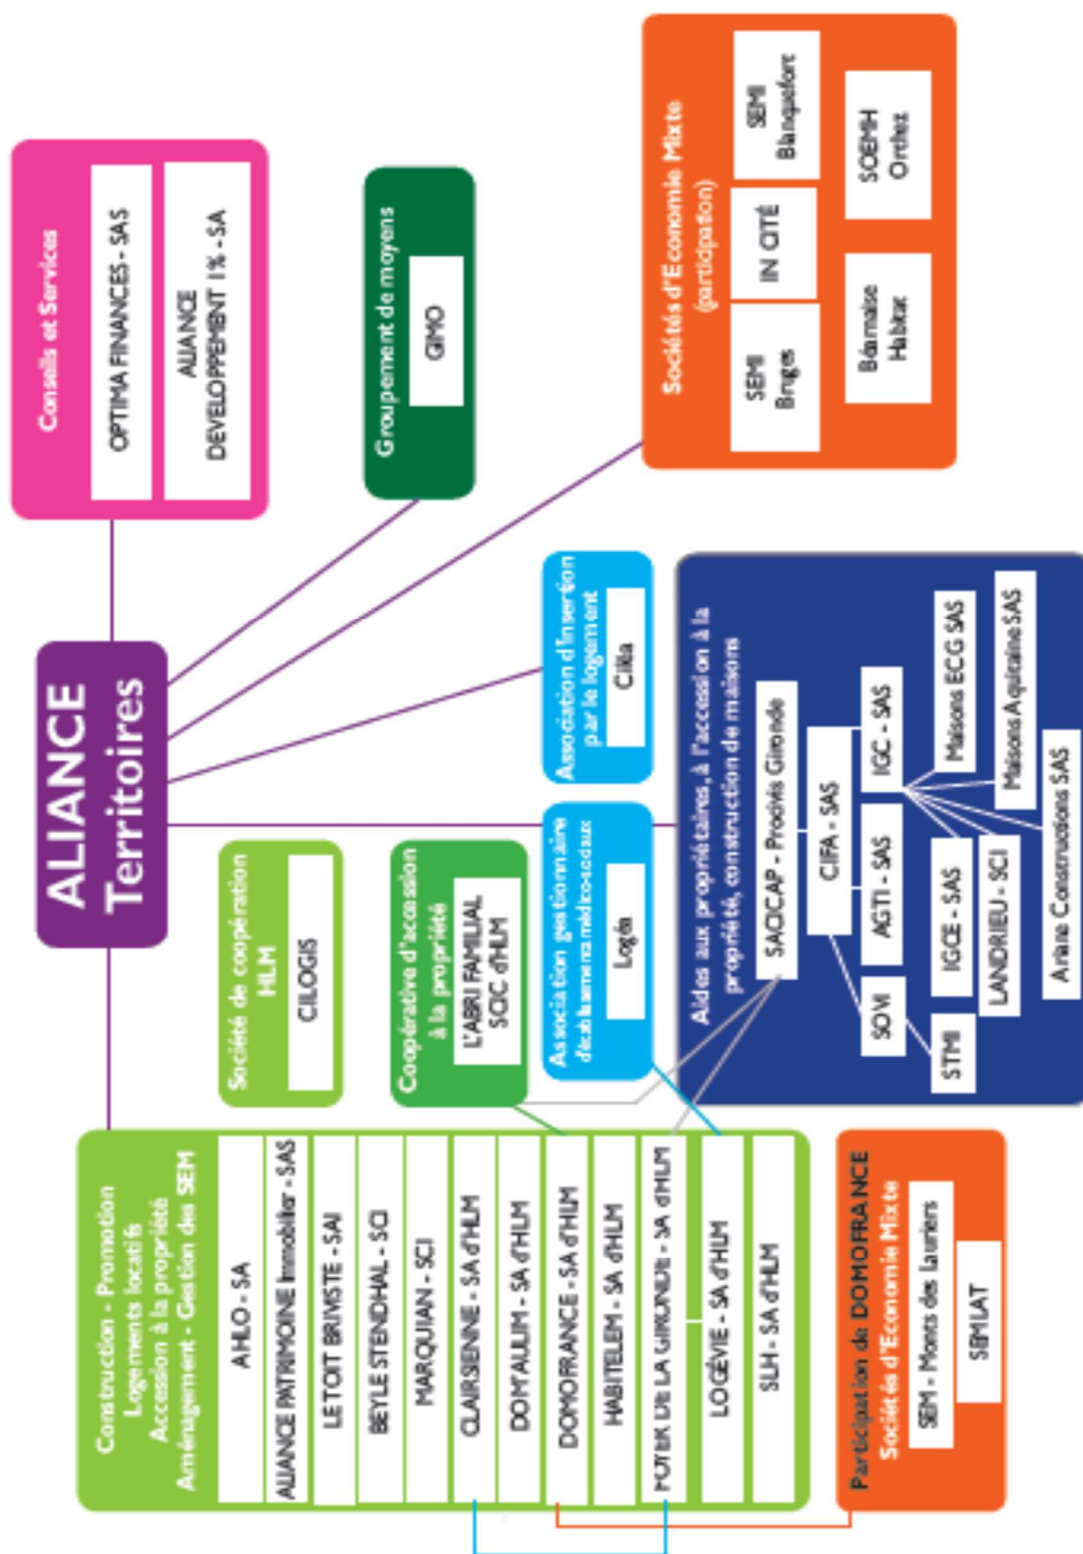 ALIANCE
Territoires
Construction - Promotion
Logements locatifs
Accession à la propriété
Aménagement - Gestion des SEM
AHLO - SA
ALIANCE PATRIMOINE Immobilier - SAS
LE TOIT BRIVISTE - SAI
BEYLE STENDHAL - SCI
MARQUIAN - SCI
CLAIRSIENNE - SA d'HLM
DOM'AULIM - SA d'HLM
DOMOFRANCE - SA d'HLM
HABITELEM - SA d'HLM
FOYER DE LA GIRONDE - SA d'HLM
LOGÉVIE - SA d'HLM
SLH - SA d'HLM
Participation de DOMOFRANCE
Sociétés d'Economie Mixte
SEM - Monts des Lauriers
SEMLAT
Société de coopération
HLM
CILOGIS
Coopérative d'accession
à la propriété
L'ABRI FAMILIAL
SCIC d'HLM
Association gestionnaire
d'établissements médico-sociaux
Logéa
Association d'insertion
par le logement
Ciléa
Aides aux propriétaires, à l'accession à la
propriété, construction de maisons
SACICAP - Procivis Gironde
CIFA - SAS
SOVI
AGTI - SAS
IGC - SAS
STMI
IGCE - SAS
Maisons ECG SAS
LANDRIEU - SCI
Maisons Aquitaine SAS
Ariane Constructions SAS
Conseils et Services
OPTIMA FINANCES - SAS
ALIANCE
DEVELOPPEMENT 1% - SA
Groupement de moyens
GIMO
Sociétés d'Economie Mixte
(participation)
SEMI
Bruges
IN CITÉ
SEMI
Blanquefort
Béarnaise
Habitat
SOEMH
Orthez